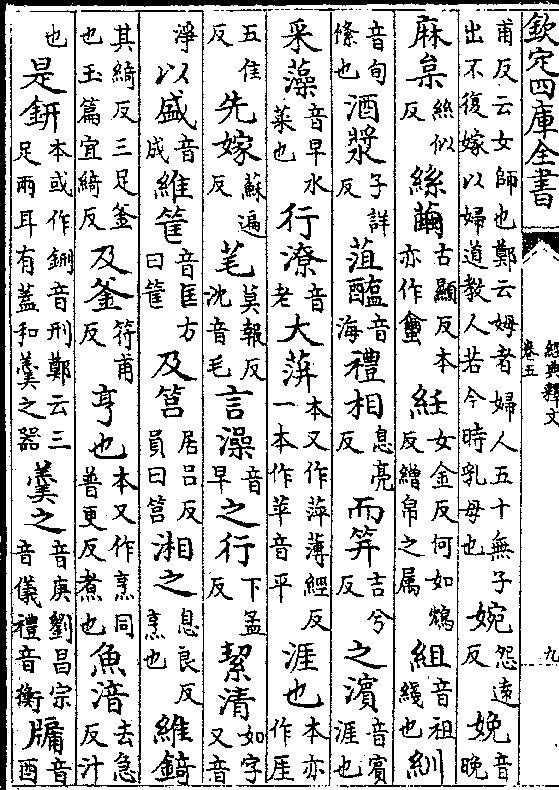 欽定四庫全書
經典釋文
卷五
九
甫反云女師也鄭云姆者婦人五十無子出不復嫁以婦道教人若今時乳母也婉怨遠反娩音晚
麻枲絲似反絲繭古顯反本亦作𧖅紝女金反何如鴆反繒帛之属組音祖綫也紃
音旬絛也酒漿子詳反菹醢音海禮相息亮反而笄吉兮反之濱音賓涯也
采藻音早水菜也行潦音老大蓱本又作萍薄經反一本作苹音平涯也本亦作厓
五佳反先嫁蘇遍反芼莫報反沈音毛言澡音早之行下孟反絜清如字又音
淨以盛音成維筐音匡方曰筐及筥居呂反員曰筥湘之息良反烹也維錡
其綺反三足釜也玉篇宜綺反及釜符甫反亨也本又作烹同普更反煮也魚湆去急反汁
也是鈃本或作鉶音刑鄭云三足兩耳有蓋和羹之器羹之音庚劉昌宗音儀禮音衡牖音酉